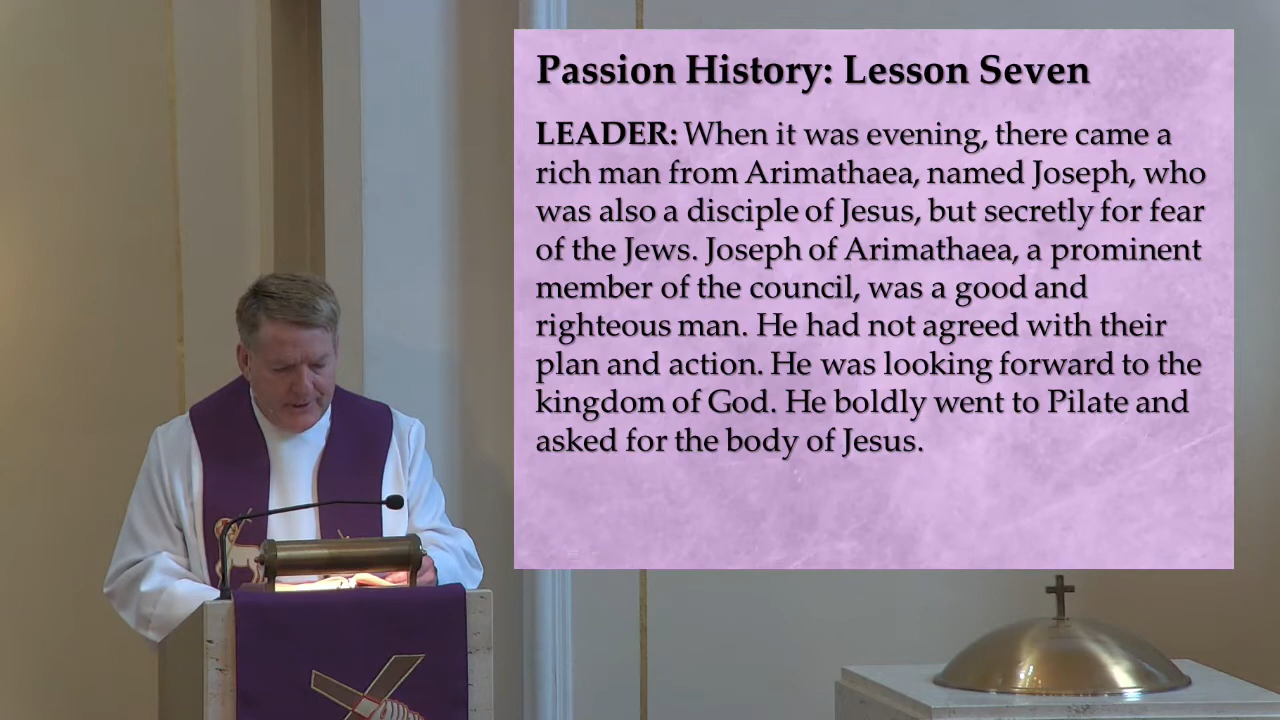 Passion History: Lesson Seven
LEADER: When it was evening, there came a
rich man from Arimathaea, named Joseph, who
was also a disciple of Jesus, but secretly for fear
of the Jews. Joseph of Arimathaea, a prominent
member of the council, was a good and
righteous man. He had not agreed with their
plan and action. He was looking forward to the
kingdom of God. He boldly went to Pilate and
asked for the body of Jesus.